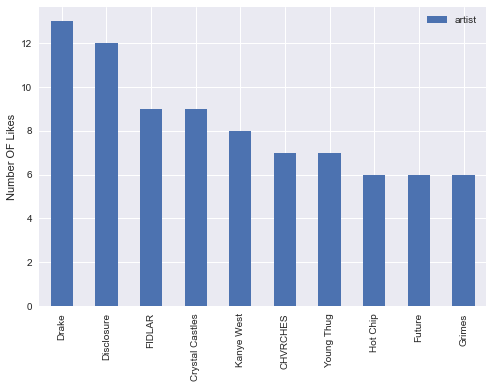 artist
Number OF Likes
12
10
8
6
4
2
0
Drake
Disclosure
FIDLAR
Crystal Castles
Kanye West
CHVRCHES
Young Thug
Hot Chip
Future
Grimes